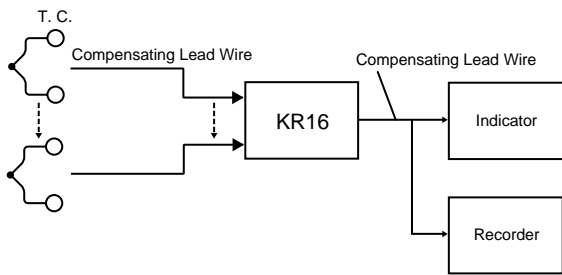 T. C.
Compensating Lead Wire
Compensating Lead Wire
KR16
Indicator
Recorder